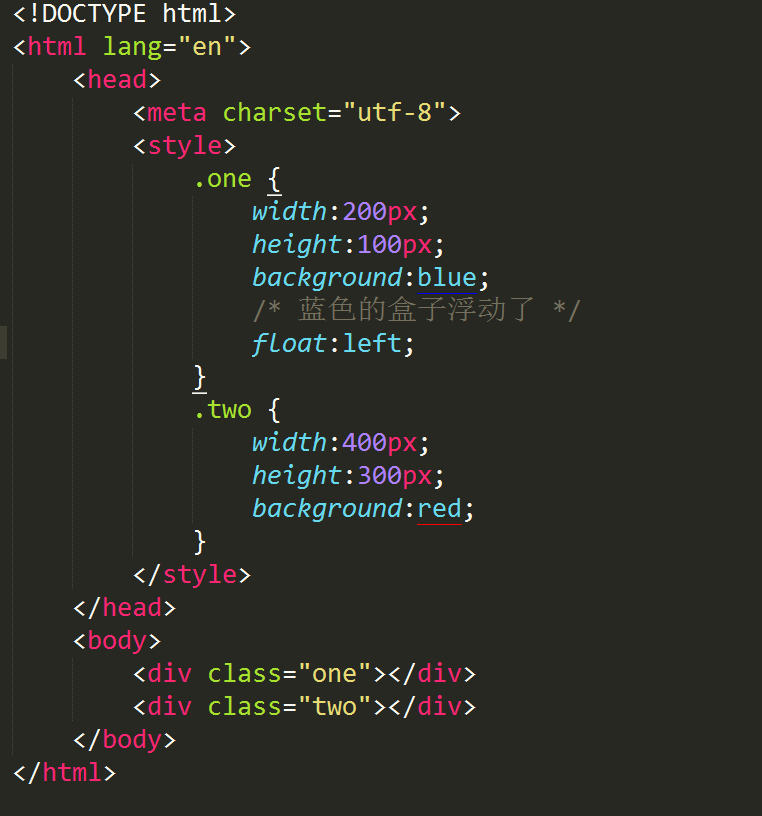 <!DOCTYPE html>
<html lang="en">
    <head>
        <meta charset="utf-8">
        <style>
            .one {
                width:200px;
                height:100px;
                background:blue;
                /* 蓝色的盒子浮动了 */
                float:left;
            }
            .two {
                width:400px;
                height:300px;
                background:red;
            }
        </style>
    </head>
    <body>
        <div class="one"></div>
        <div class="two"></div>
    </body>
</html>